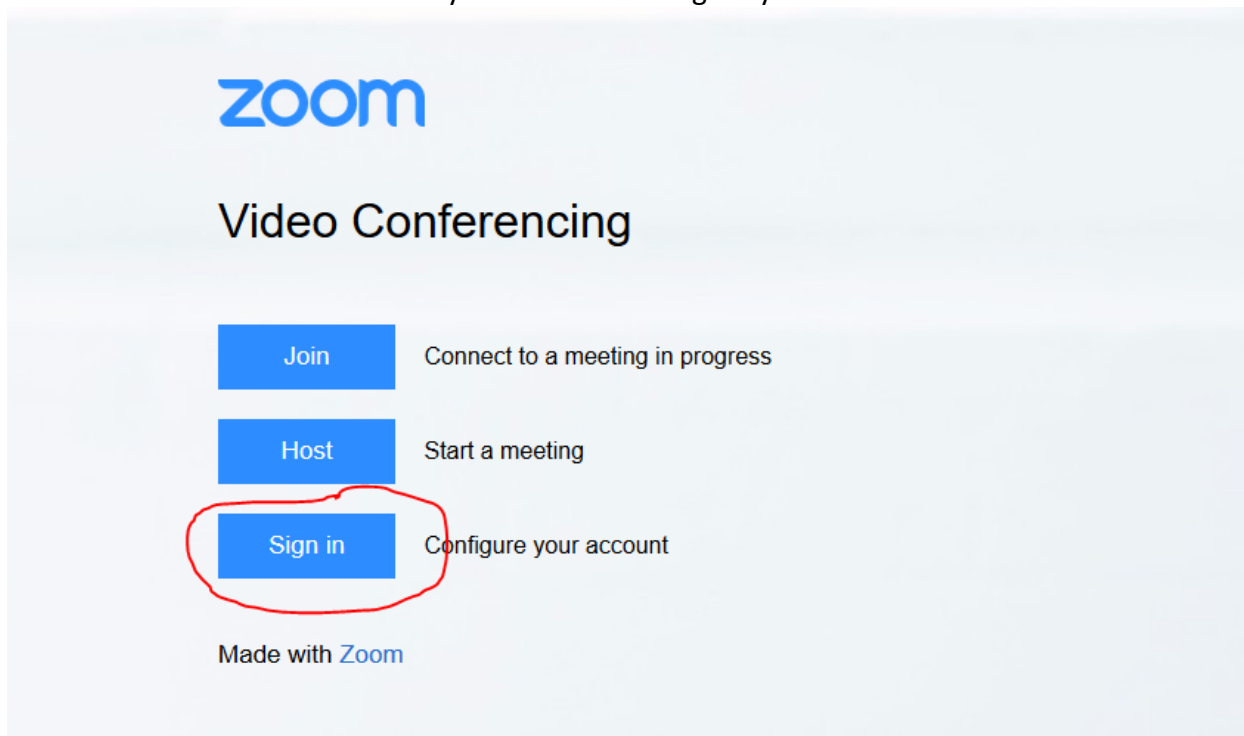 zoom
Video Conferencing
Join Connect to a meeting in progress
Host Start a meeting
Sign in Configure your account
Made with Zoom